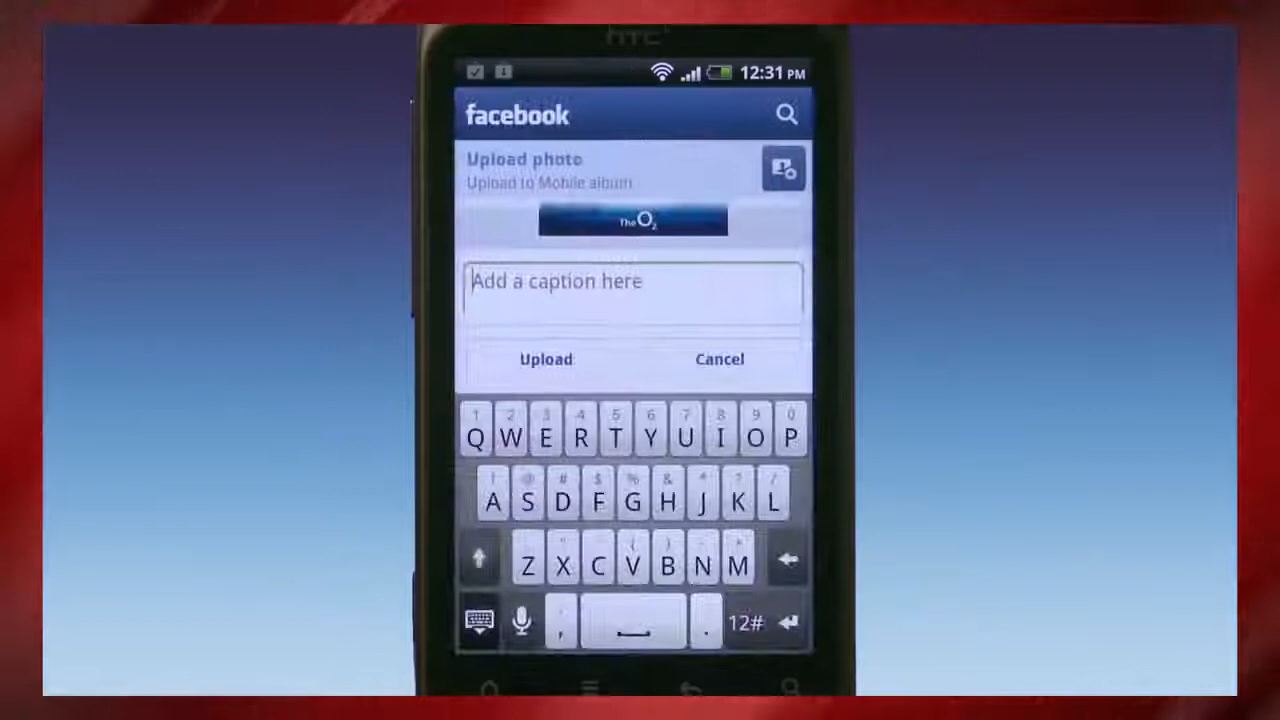 hTC
12:31 PM
facebook
Upload photo
Upload to Mobile album
The O2
Add a caption here
Upload Cancel
1 2 3 4 5 6 7 8 9 0
Q W E R T Y U I O P
! @ # $ % & * ? /
A S D F G H J K L
Z X C V B N M
, . 12#